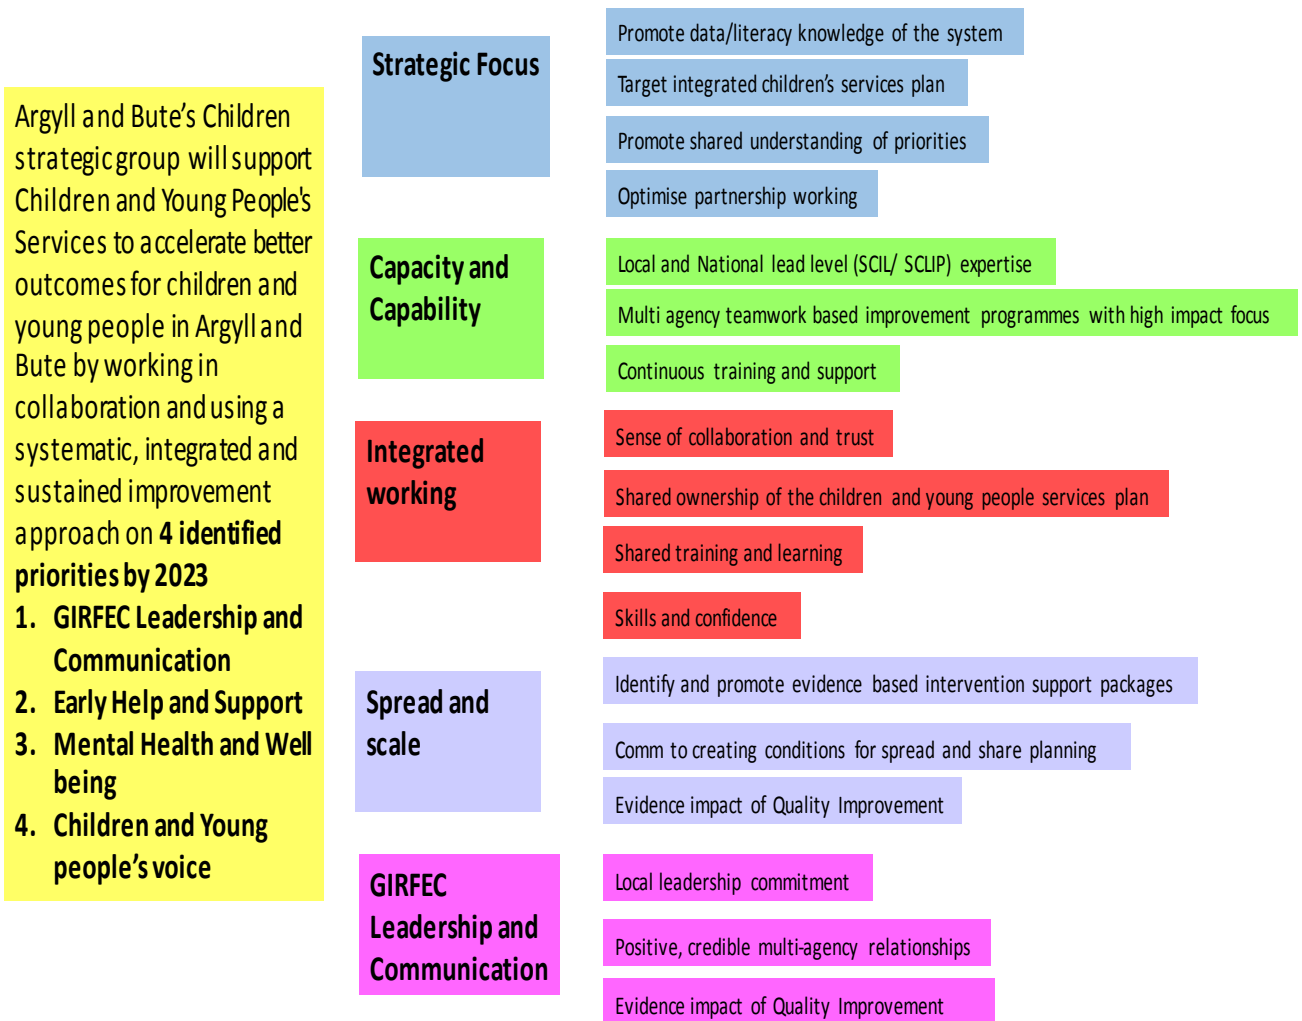 Argyll and Bute's Children
strategic group will support
Children and Young People's
Services to accelerate better
outcomes for children and
young people in Argyll and
Bute by working in
collaboration and using a
systematic, integrated and
sustained improvement
approach on 4 identified
priorities by 2023
1. GIRFEC Leadership and
Communication
2. Early Help and Support
3. Mental Health and Well
being
4. Children and Young
people's voice
Strategic Focus
Promote data/literacy knowledge of the system
Target integrated children's services plan
Promote shared understanding of priorities
Optimise partnership working
Capacity and
Capability
Local and National lead level (SCIL/ SCLIP) expertise
Multi agency teamwork based improvement programmes with high impact focus
Continuous training and support
Integrated
working
Sense of collaboration and trust
Shared ownership of the children and young people services plan
Shared training and learning
Skills and confidence
Spread and
scale
Identify and promote evidence based intervention support packages
Comm to creating conditions for spread and share planning
Evidence impact of Quality Improvement
GIRFEC
Leadership and
Communication
Local leadership commitment
Positive, credible multi-agency relationships
Evidence impact of Quality Improvement